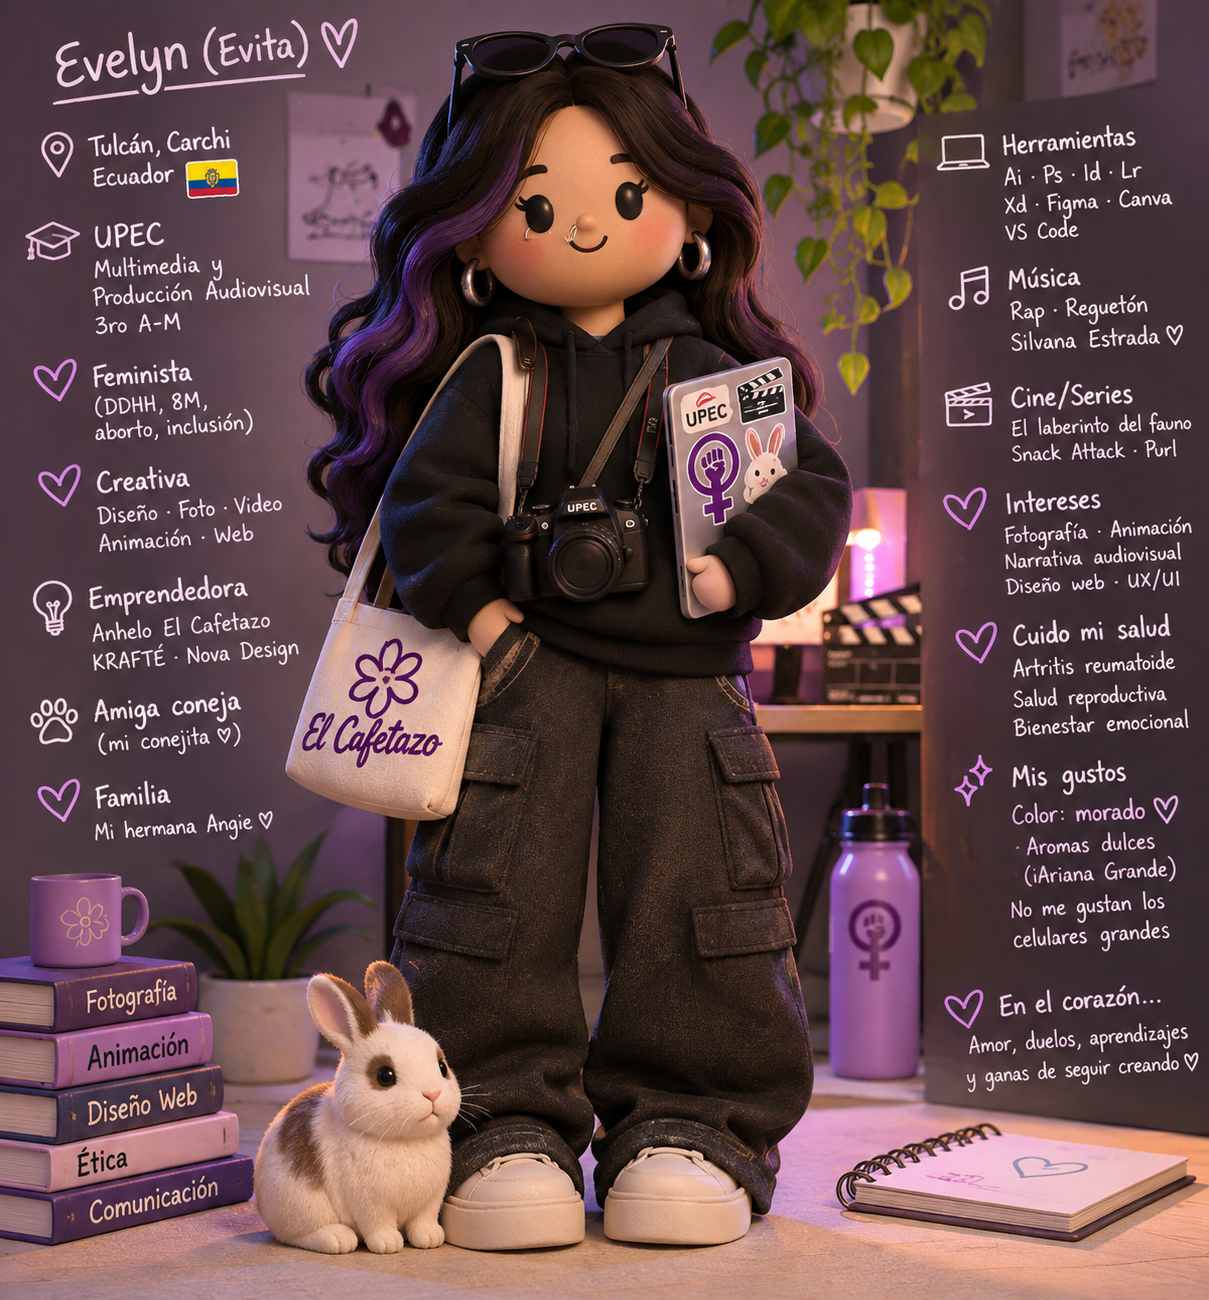 Evelyn (Evita)
Tulcán, Carchi
Ecuador
UPEC
Multimedia y
Producción Audiovisual
3ro A-M
Feminista
(DDHH, 8M,
aborto, inclusión)
Creativa
Diseño · Foto · Video
Animación · Web
Emprendedora
Anhelo El Cafetazo
KRAFTÉ · Nova Design
Amiga coneja
(mi conejita ♡)
Familia
Mi hermana Angie ♡
Herramientas
Ai · Ps · Id · Lr
Xd · Figma · Canva
VS Code
Música
Rap · Reguetón
Silvana Estrada ♡
Cine/Series
El laberinto del fauno
Snack Attack · Purl
Intereses
Fotografía · Animación
Narrativa audiovisual
Diseño web · UX/UI
Cuido mi salud
Artritis reumatoide
Salud reproductiva
Bienestar emocional
Mis gustos
Color: morado ♡
· Aromas dulces
(¡Ariana Grande)
No me gustan los
celulares grandes
En el corazón...
Amor, duelos, aprendizajes
y ganas de seguir creando ♡
UPEC
UPEC
El Cafetazo
Fotografía
Animación
Diseño Web
Ética
Comunicación